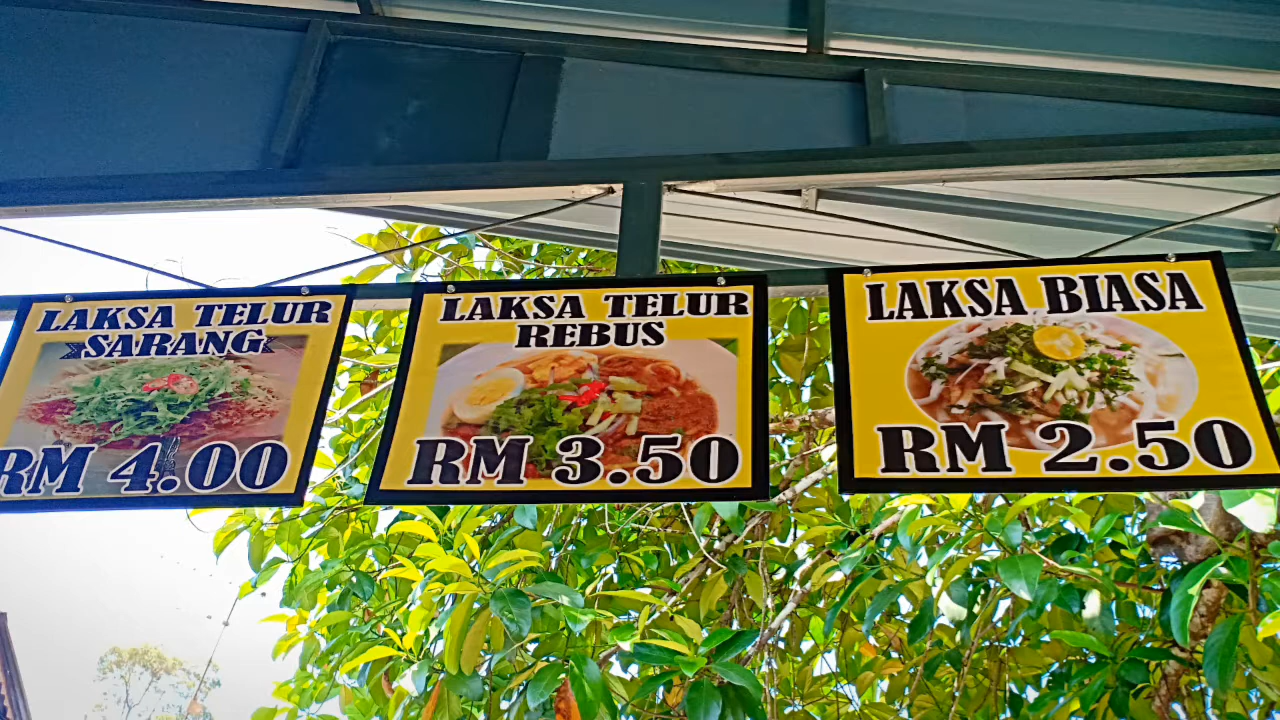 LAKSA TELUR
SARANG
RM 4.00
LAKSA TELUR
REBUS
RM 3.50
LAKSA BIASA
RM 2.50